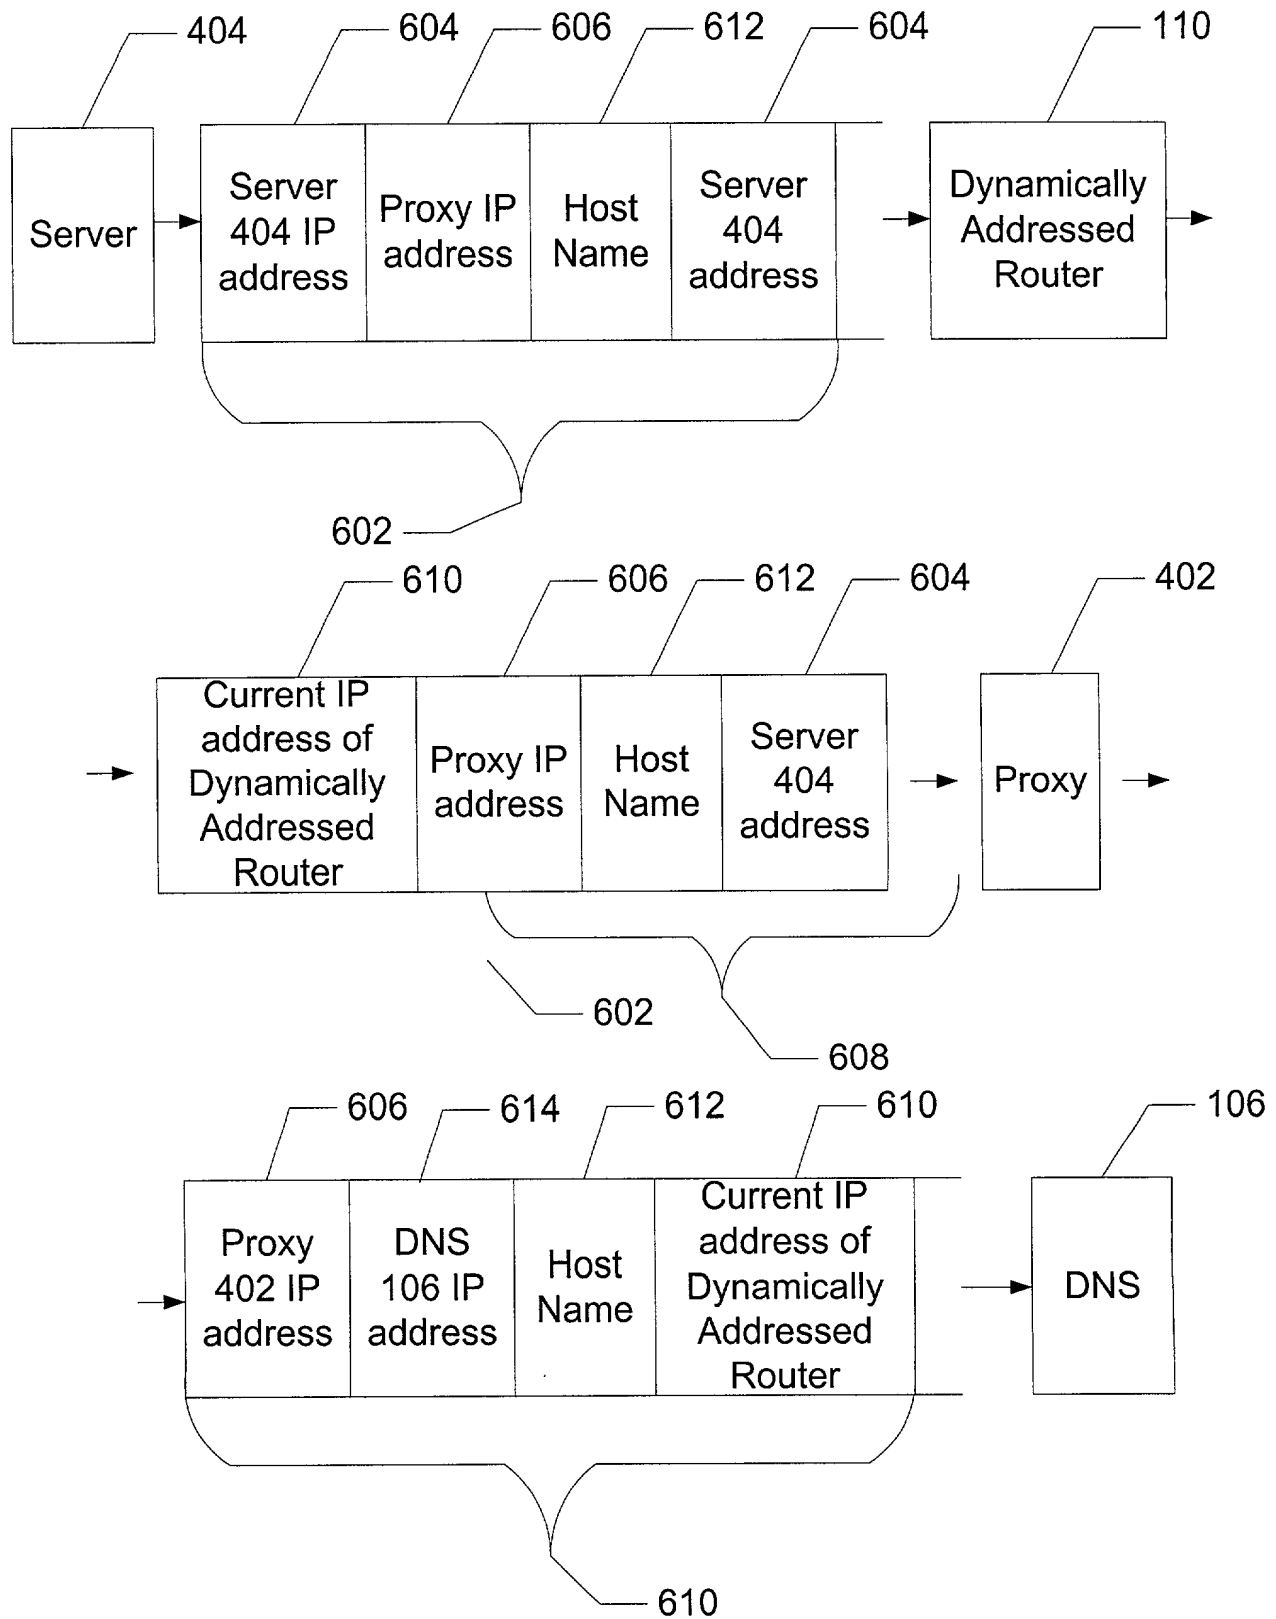 404
604
606
612
604
110
Server
Server
404 IP
address
Proxy IP
address
Host
Name
Server
404
address
Dynamically
Addressed
Router
602
610
606
612
604
402
Current IP
address of
Dynamically
Addressed
Router
Proxy IP
address
Host
Name
Server
404
address
Proxy
602
608
606
614
612
610
106
Proxy
402 IP
address
DNS
106 IP
address
Host
Name
Current IP
address of
Dynamically
Addressed
Router
DNS
610